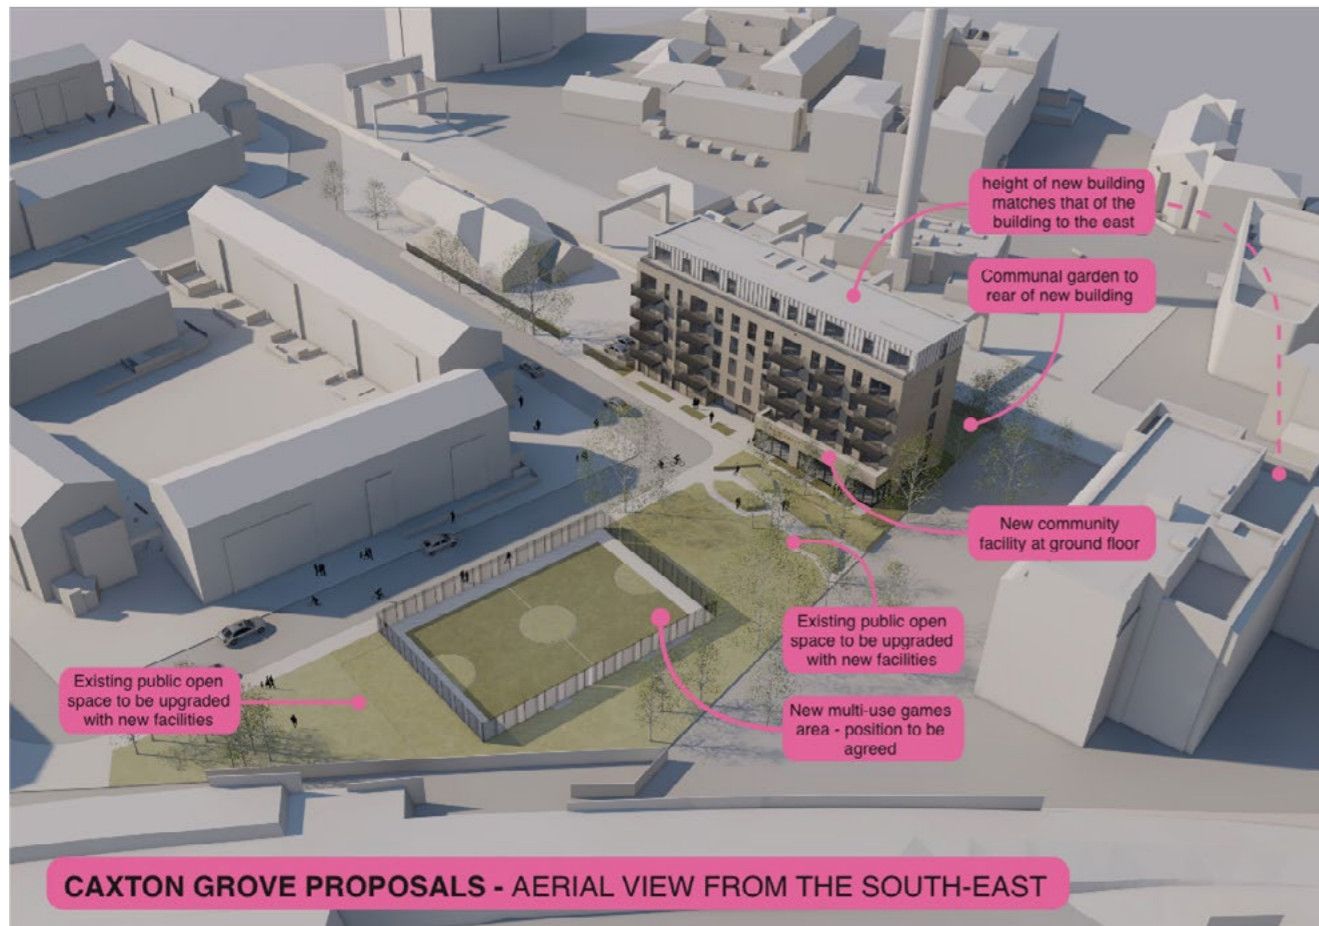 height of new building
matches that of the
building to the east
Communal garden to
rear of new building
New community
facility at ground floor
Existing public open
space to be upgraded
with new facilities
Existing public open
space to be upgraded
with new facilities
New multi-use games
area - position to be
agreed
CAXTON GROVE PROPOSALS - AERIAL VIEW FROM THE SOUTH-EAST